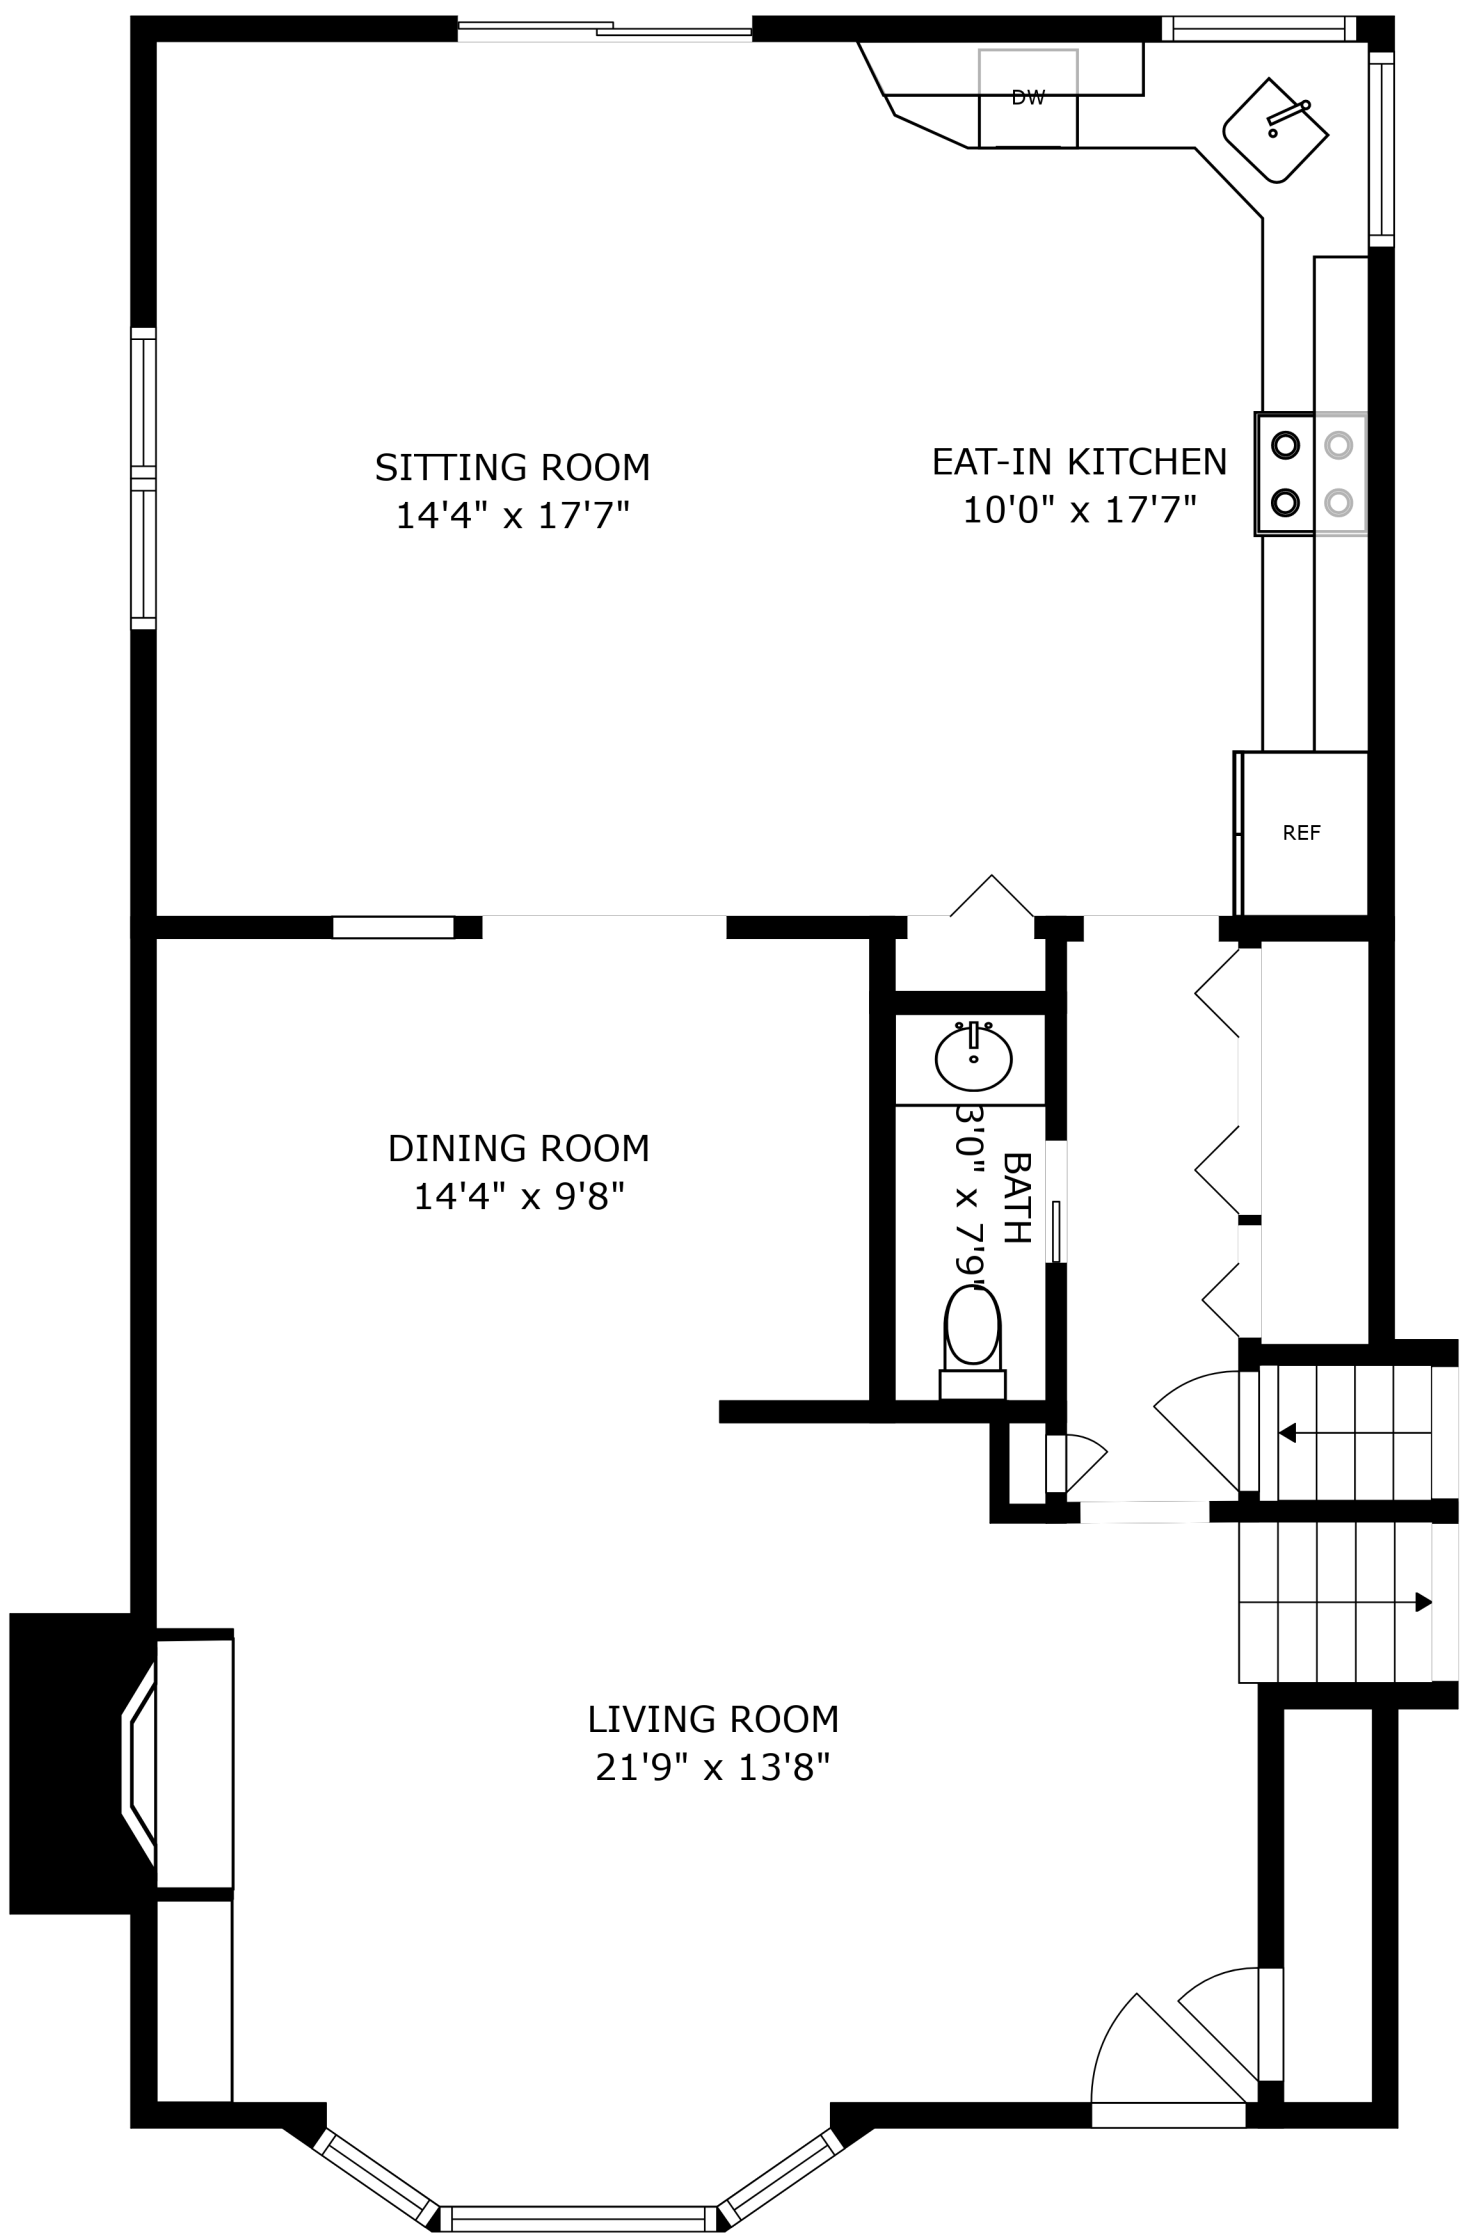 DW
SITTING ROOM
14'4" x 17'7"
EAT-IN KITCHEN
10'0" x 17'7"
REF
DINING ROOM
14'4" x 9'8"
BATH
3'0" x 7'9"
LIVING ROOM
21'9" x 13'8"